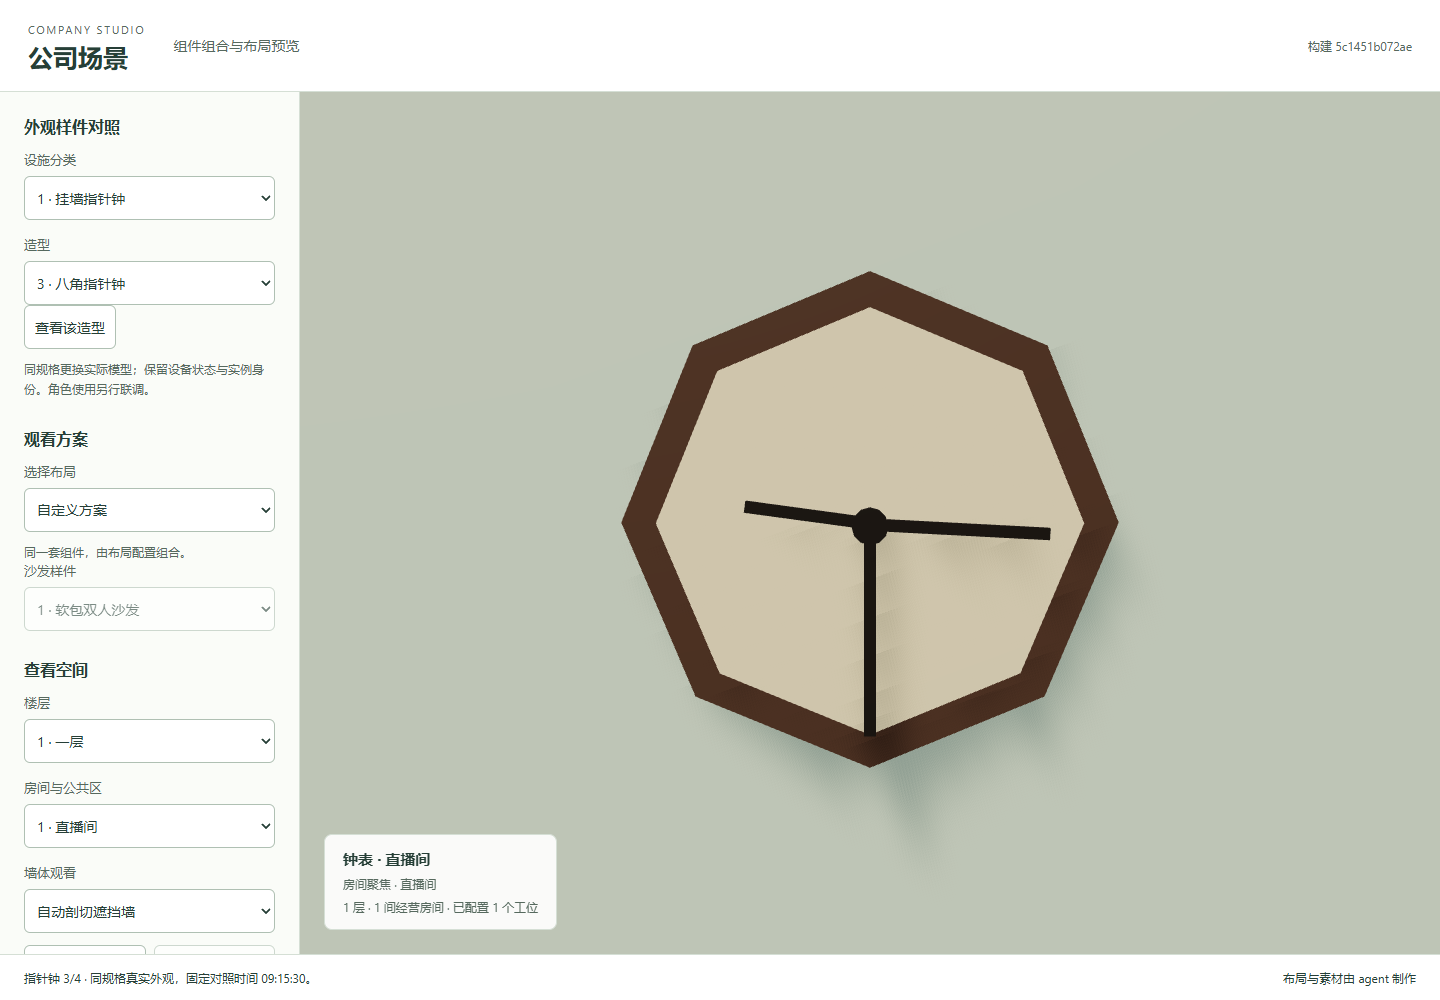 COMPANY STUDIO
公司场景
组件组合与布局预览
构建 5c1451b072ae
外观样件对照
设施分类
1 · 挂墙指针钟
造型
3 · 八角指针钟
查看该造型
同规格更换实际模型；保留设备状态与实例身
份。角色使用另行联调。
观看方案
选择布局
自定义方案
同一套组件，由布局配置组合。
沙发样件
1 · 软包双人沙发
查看空间
楼层
1 · 一层
房间与公共区
1 · 直播间
墙体观看
自动剖切遮挡墙
钟表 · 直播间
房间聚焦 · 直播间
1 层 · 1 间经营房间 · 已配置 1 个工位
指针钟 3/4 · 同规格真实外观，固定对照时间 09:15:30。
布局与素材由 agent 制作